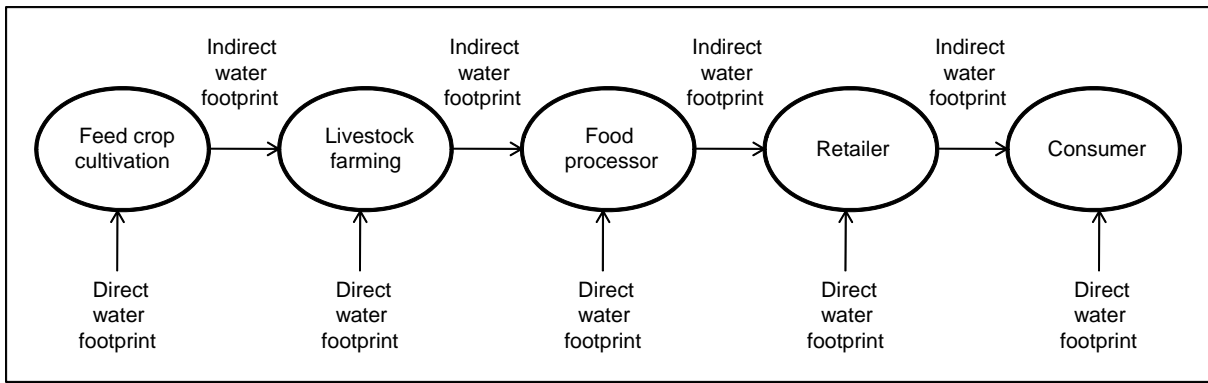 Indirect
water
footprint
Indirect
water
footprint
Indirect
water
footprint
Indirect
water
footprint
Feed crop
cultivation
Livestock
farming
Food
processor
Retailer
Consumer
Direct
water
footprint
Direct
water
footprint
Direct
water
footprint
Direct
water
footprint
Direct
water
footprint